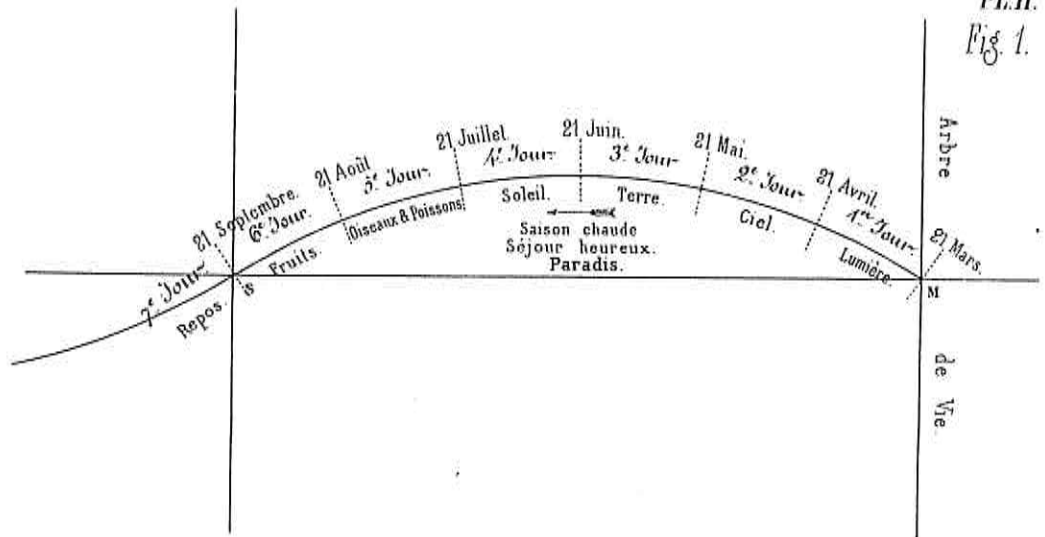 PL.II.
Fig. 1.
Arbre
de Vie.
21 Septembre.
21 Août
21 Juillet.
21 Juin.
21 Mai.
21 Avril.
21 Mars.
7e Jour
6e Jour.
5e Jour
4e Jour
3e Jour
2e Jour
1re Jour
Repos.
Fruits.
Oiseaux & Poissons
Soleil.
Terre.
Ciel.
Lumière.
Saison chaude
Séjour heureux.
Paradis.
S
M